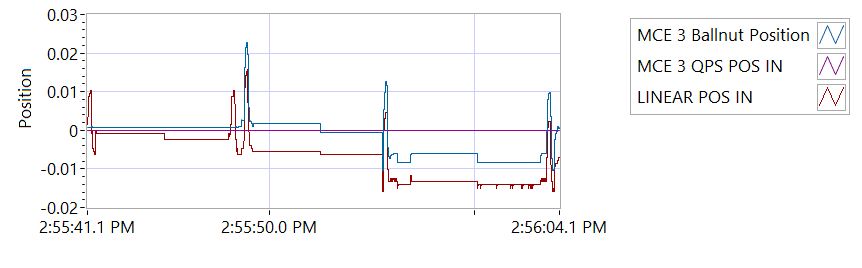 0.03
0.02
0.01
0
-0.01
-0.02
Position
2:55:41.1 PM
2:55:50.0 PM
2:56:04.1 PM
MCE 3 Ballnut Position
MCE 3 QPS POS IN
LINEAR POS IN